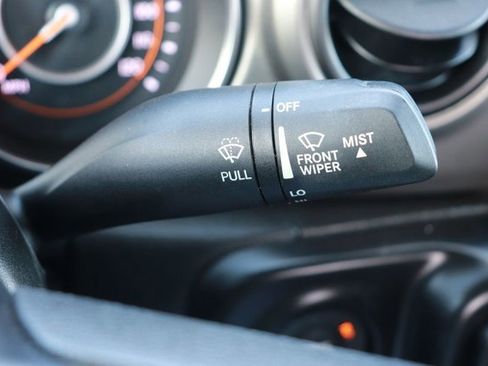 OFF
MIST
FRONT
WIPER
PULL
LO